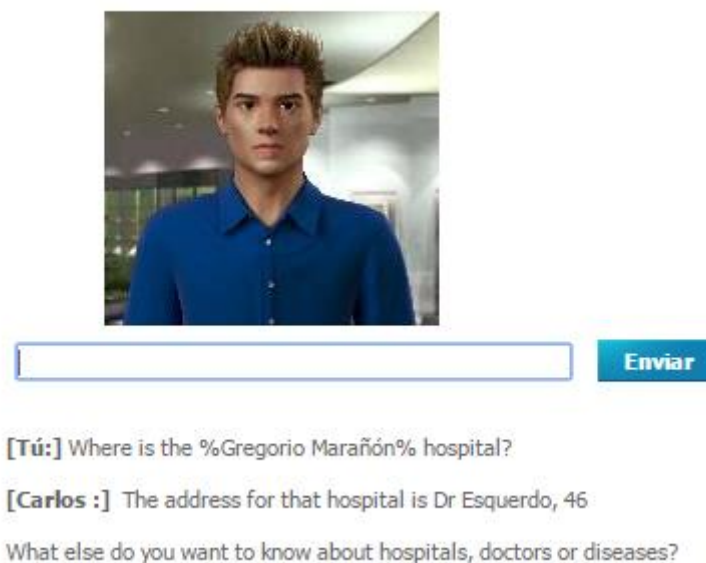 Enviar
[Tú:] Where is the %Gregorio Marañón% hospital?
[Carlos :] The address for that hospital is Dr Esquerdo, 46
What else do you want to know about hospitals, doctors or diseases?